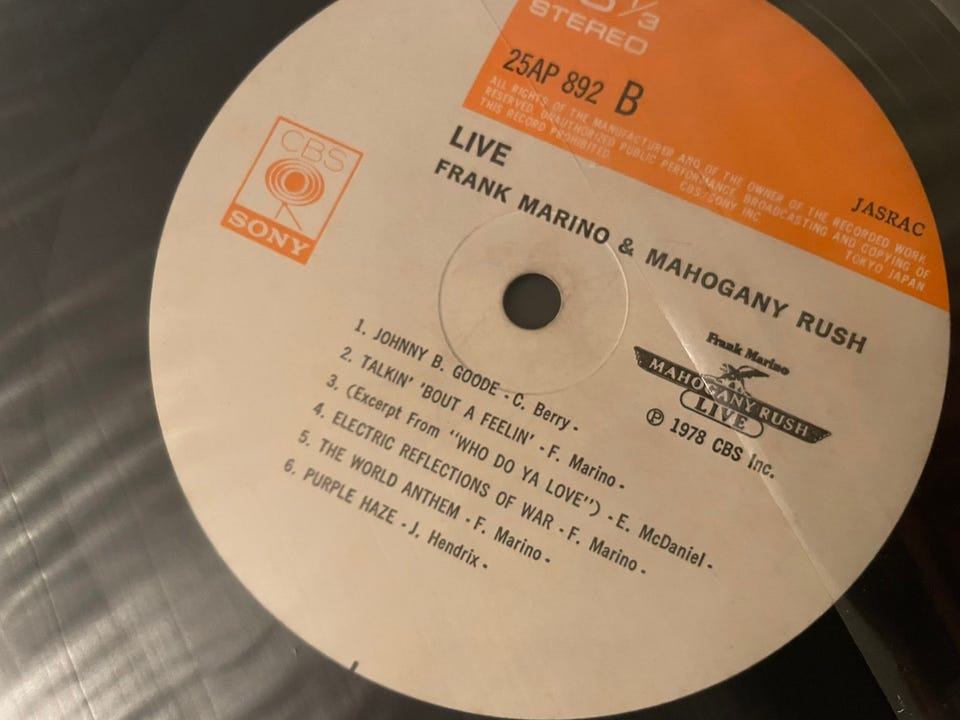 1/3
STEREO
25AP 892 B
ALL RIGHTS OF THE MANUFACTURER AND OF THE OWNER OF THE RECORDED WORK
RESERVED. UNAUTHORIZED PUBLIC PERFORMANCE BROADCASTING AND COPYING OF
THIS RECORD PROHIBITED.
CBS/SONY INC.
TOKYO JAPAN
JASRAC
CBS
SONY
LIVE
FRANK MARINO & MAHOGANY RUSH
Frank Marino
MAHOGANY RUSH
LIVE
℗ 1978 CBS Inc.
1. JOHNNY B. GOODE - C. Berry -
2. TALKIN' 'BOUT A FEELIN' - F. Marino -
3. (Excerpt From "WHO DO YA LOVE") - E. McDaniel -
4. ELECTRIC REFLECTIONS OF WAR - F. Marino -
5. THE WORLD ANTHEM - F. Marino -
6. PURPLE HAZE - J. Hendrix -